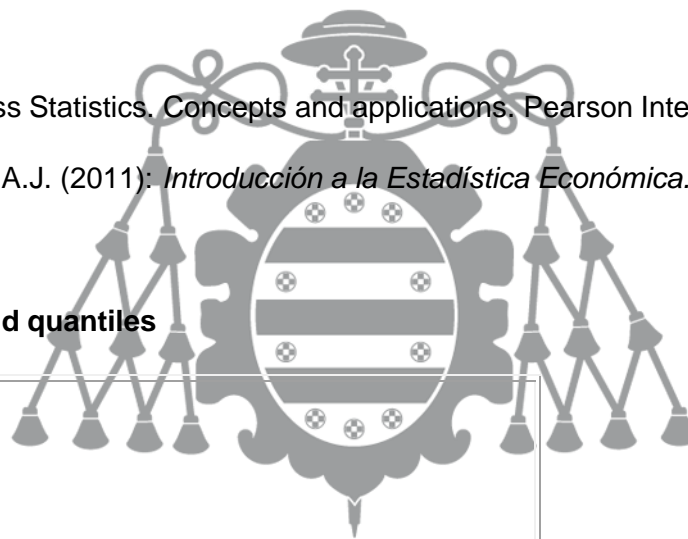 ss Statistics. Concepts and applications. Pearson Inte
A.J. (2011): Introducción a la Estadística Económica.
d quantiles